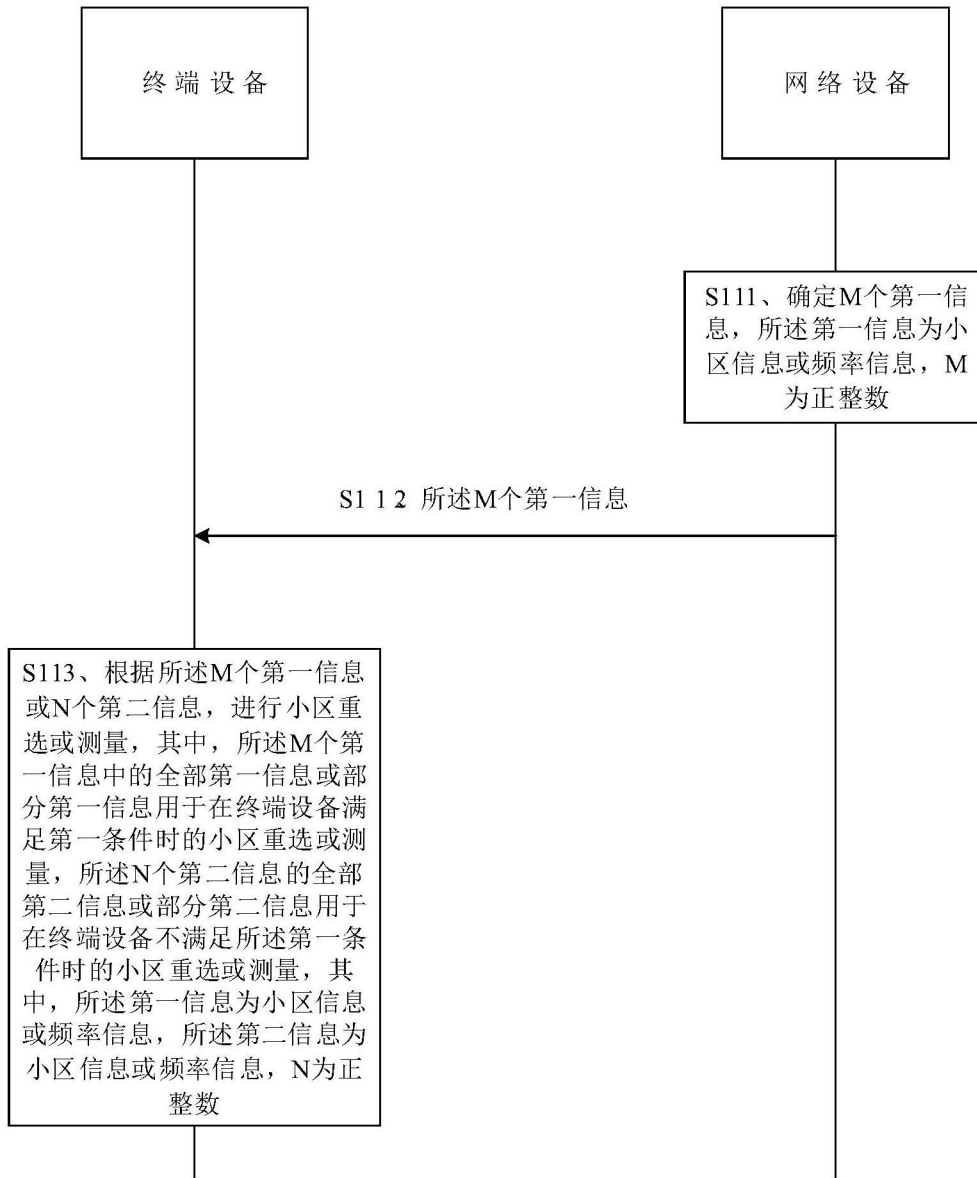 终端设备
网络设备
S111、确定M个第一信
息，所述第一信息为小
区信息或频率信息，M
为正整数
S112 所述M个第一信息
S113、根据所述M个第一信息
或N个第二信息，进行小区重
选或测量，其中，所述M个第
一信息中的全部第一信息或部
分第一信息用于在终端设备满
足第一条件时的小区重选或测
量，所述N个第二信息的全部
第二信息或部分第二信息用于
在终端设备不满足所述第一条
件时的小区重选或测量，其
中，所述第一信息为小区信息
或频率信息，所述第二信息为
小区信息或频率信息，N为正
整数